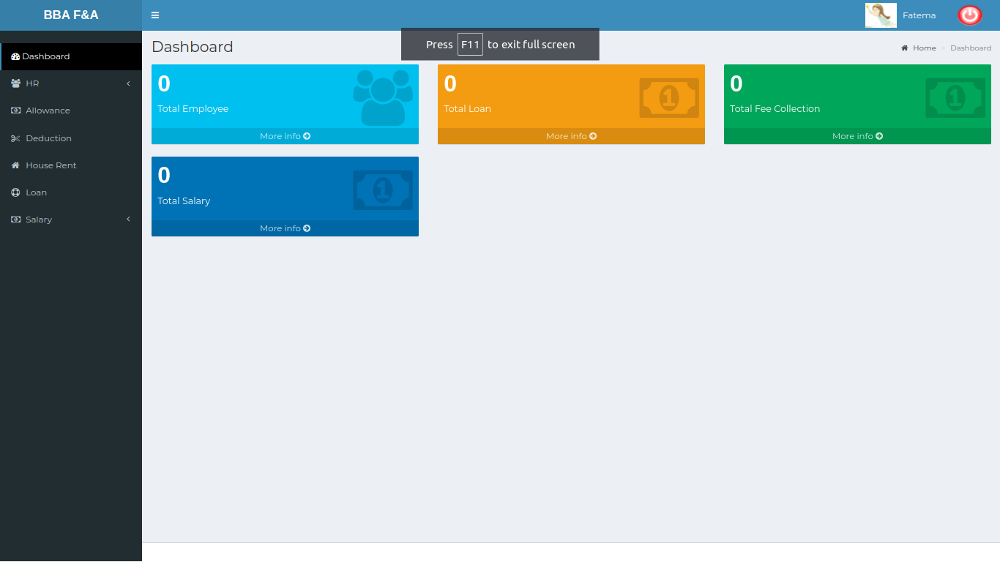 BBA F&A
Fatema
Press F11 to exit full screen
Dashboard
Home > Dashboard
Dashboard
HR
Allowance
Deduction
House Rent
Loan
Salary
0
Total Employee
More info
0
Total Loan
More info
0
Total Fee Collection
More info
0
Total Salary
More info